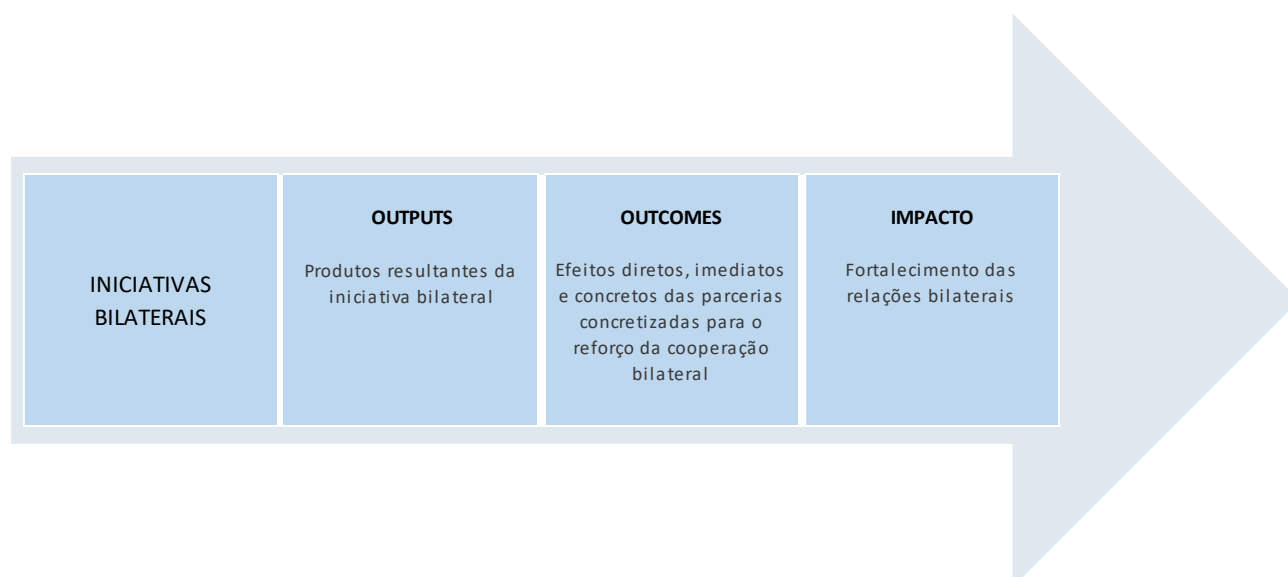 INICIATIVAS
BILATERAIS
OUTPUTS
Produtos resultantes da
iniciativa bilateral
OUTCOMES
Efeitos diretos, imediatos
e concretos das parcerias
concretizadas para o
reforço da cooperação
bilateral
IMPACTO
Fortalecimento das
relações bilaterais